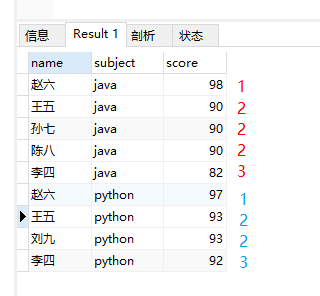 信息 Result 1 剖析 状态
name subject score
赵六 java 98 1
王五 java 90 2
孙七 java 90 2
陈八 java 90 2
李四 java 82 3
赵六 python 97 1
王五 python 93 2
刘九 python 93 2
李四 python 92 3